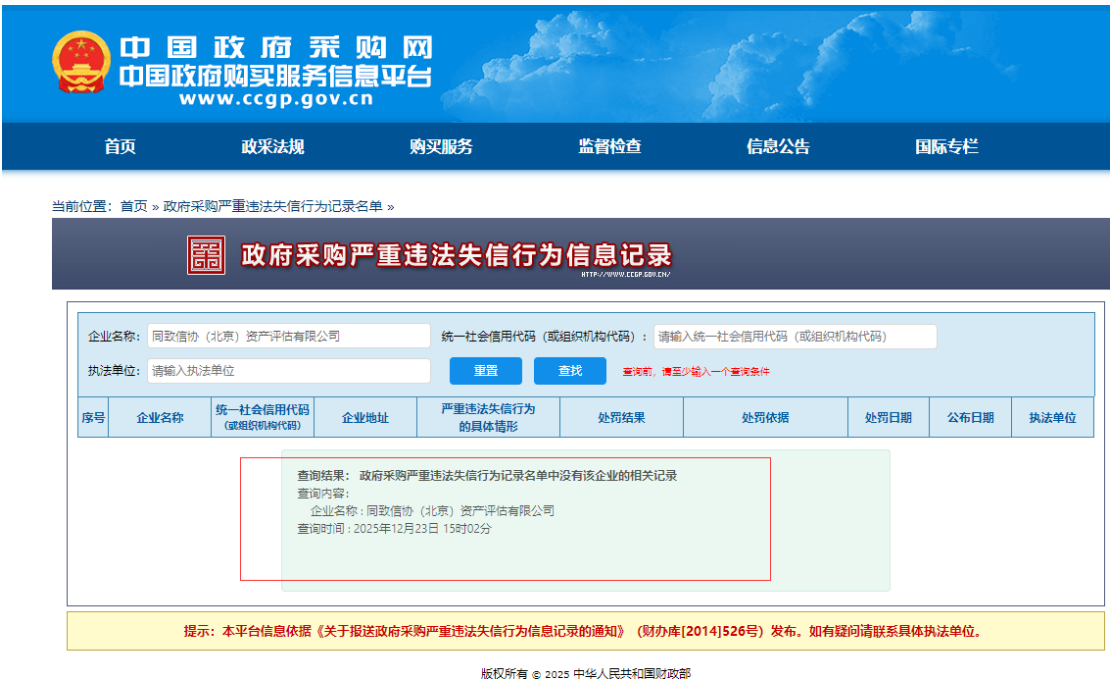 中国政府采购网
中国政府购买服务信息平台
www.ccgp.gov.cn
首页 政采法规 购买服务 监督检查 信息公告 国际专栏
当前位置：首页 » 政府采购严重违法失信行为记录名单 »
政府采购严重违法失信行为信息记录
HTTP://WWW.CCGP.GOV.CN/
企业名称： 同致信协（北京）资产评估有限公司 统一社会信用代码（或组织机构代码）： 请输入统一社会信用代码（或组织机构代码）
执法单位： 请输入执法单位 重置 查找 查询前，请至少输入一个查询条件
序号 企业名称 统一社会信用代码（或组织机构代码） 企业地址 严重违法失信行为的具体情形 处罚结果 处罚依据 处罚日期 公布日期 执法单位
查询结果： 政府采购严重违法失信行为记录名单中没有该企业的相关记录
查询内容：
企业名称 : 同致信协（北京）资产评估有限公司
查询时间 : 2025年12月23日 15时02分
提示：本平台信息依据《关于报送政府采购严重违法失信行为信息记录的通知》（财办库[2014]526号）发布。如有疑问请联系具体执法单位。
版权所有 © 2025 中华人民共和国财政部